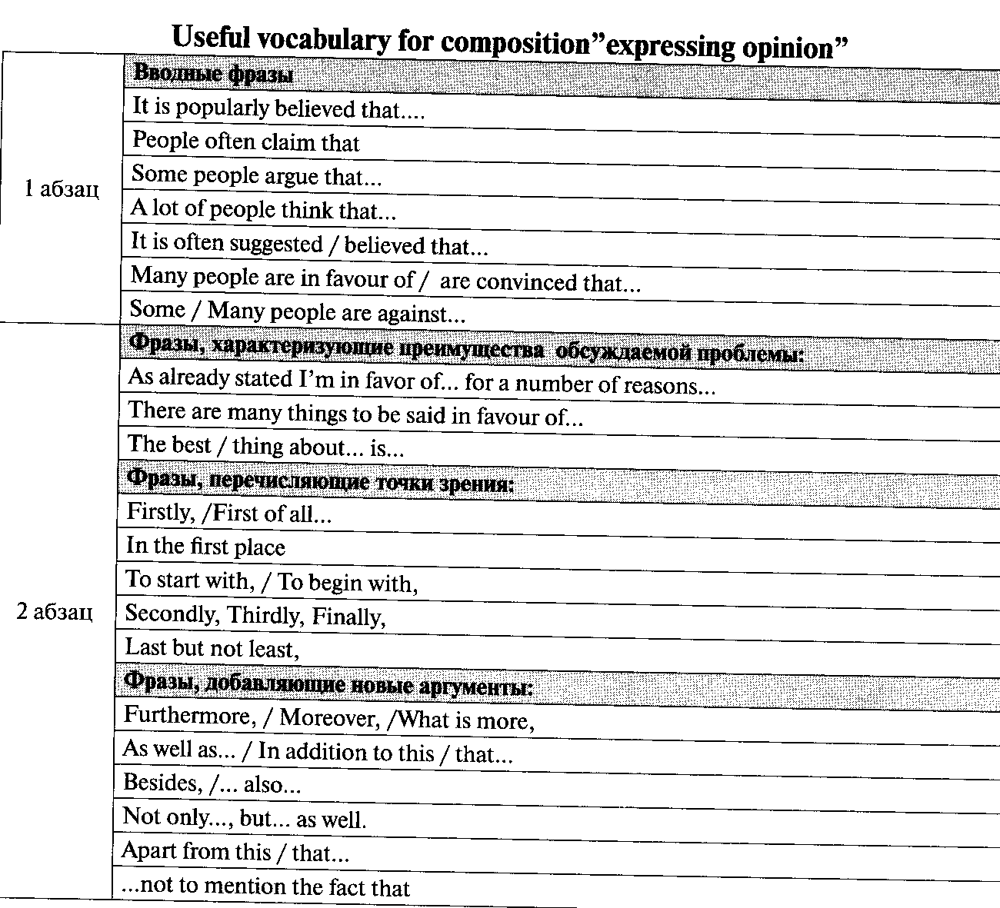 Useful vocabulary for composition”expressing opinion”
Вводные фразы
It is popularly believed that....
People often claim that
1 абзац
Some people argue that...
A lot of people think that...
It is often suggested / believed that...
Many people are in favour of / are convinced that...
Some / Many people are against...
Фразы, характеризующие преимущества обсуждаемой проблемы:
As already stated I’m in favor of... for a number of reasons...
There are many things to be said in favour of...
The best / thing about... is...
Фразы, перечисляющие точки зрения:
Firstly, /First of all...
In the first place
To start with, / To begin with,
2 абзац
Secondly, Thirdly, Finally,
Last but not least,
Фразы, добавляющие новые аргументы:
Furthermore, / Moreover, /What is more,
As well as... / In addition to this / that...
Besides, /... also...
Not only..., but... as well.
Apart from this / that...
...not to mention the fact that